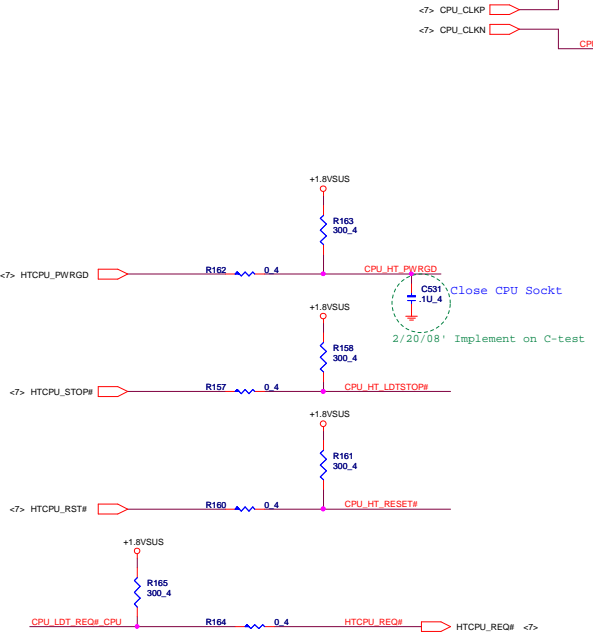 <7> CPU_CLKP
<7> CPU_CLKN
CP
+1.8VSUS
R163
300_4
<7> HTCPU_PWRGD
R162
0_4
CPU_HT_PWRGD
C531
.1U_4
Close CPU Sockt
+1.8VSUS
2/20/08' Implement on C-test
R158
300_4
<7> HTCPU_STOP#
R157
0_4
CPU_HT_LDTSTOP#
+1.8VSUS
R161
300_4
<7> HTCPU_RST#
R160
0_4
CPU_HT_RESET#
+1.8VSUS
R165
300_4
CPU_LDT_REQ#_CPU
R164
0_4
HTCPU_REQ#
HTCPU_REQ# <7>